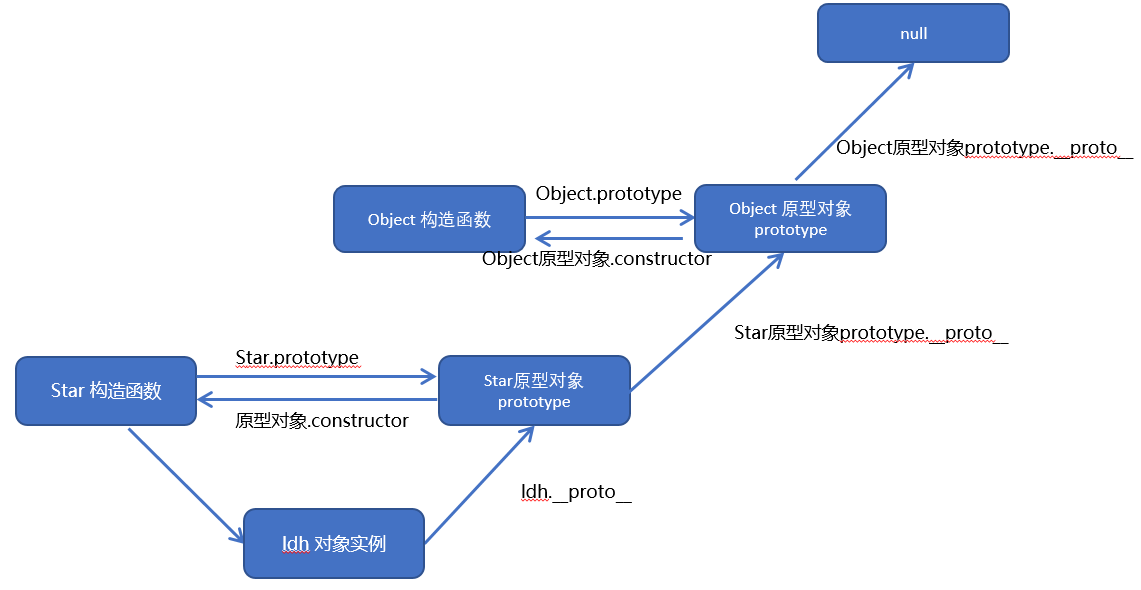 null
Object原型对象prototype.__proto__
Object.prototype
Object 构造函数
Object 原型对象
prototype
Object原型对象.constructor
Star原型对象prototype.__proto__
Star.prototype
Star 构造函数
Star原型对象
prototype
原型对象.constructor
ldh.__proto__
ldh 对象实例